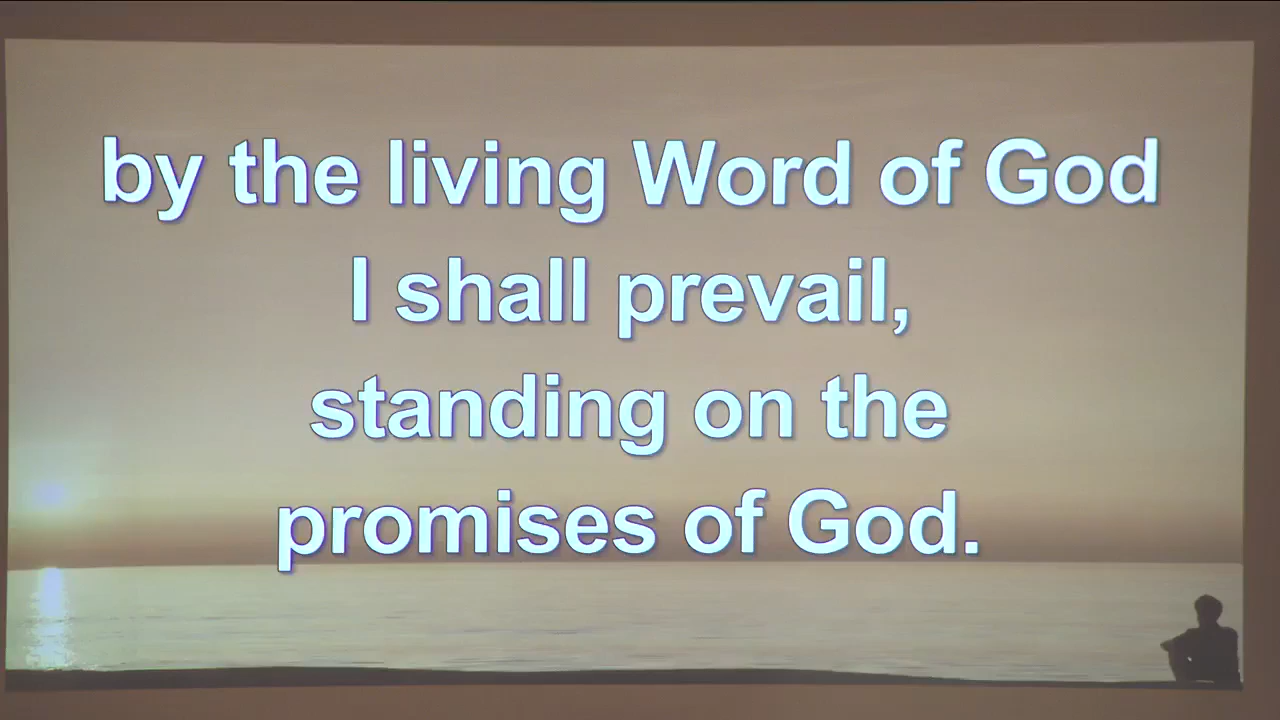 by the living Word of God
I shall prevail,
standing on the
promises of God.